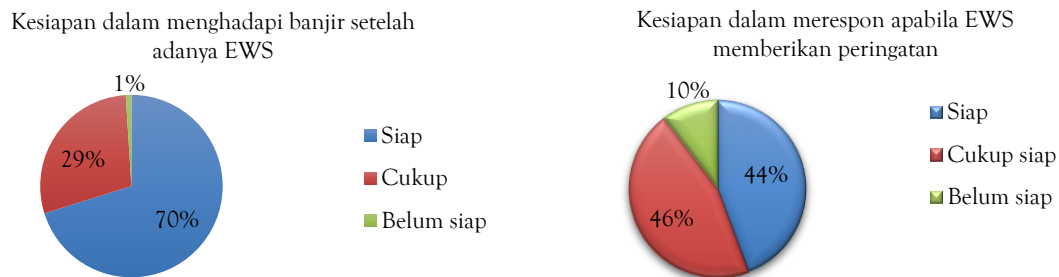 Kesiapan dalam menghadapi banjir setelah
adanya EWS
1%
29%
70%
Siap
Cukup
Belum siap
Kesiapan dalam merespon apabila EWS
memberikan peringatan
10%
44%
46%
Siap
Cukup siap
Belum siap